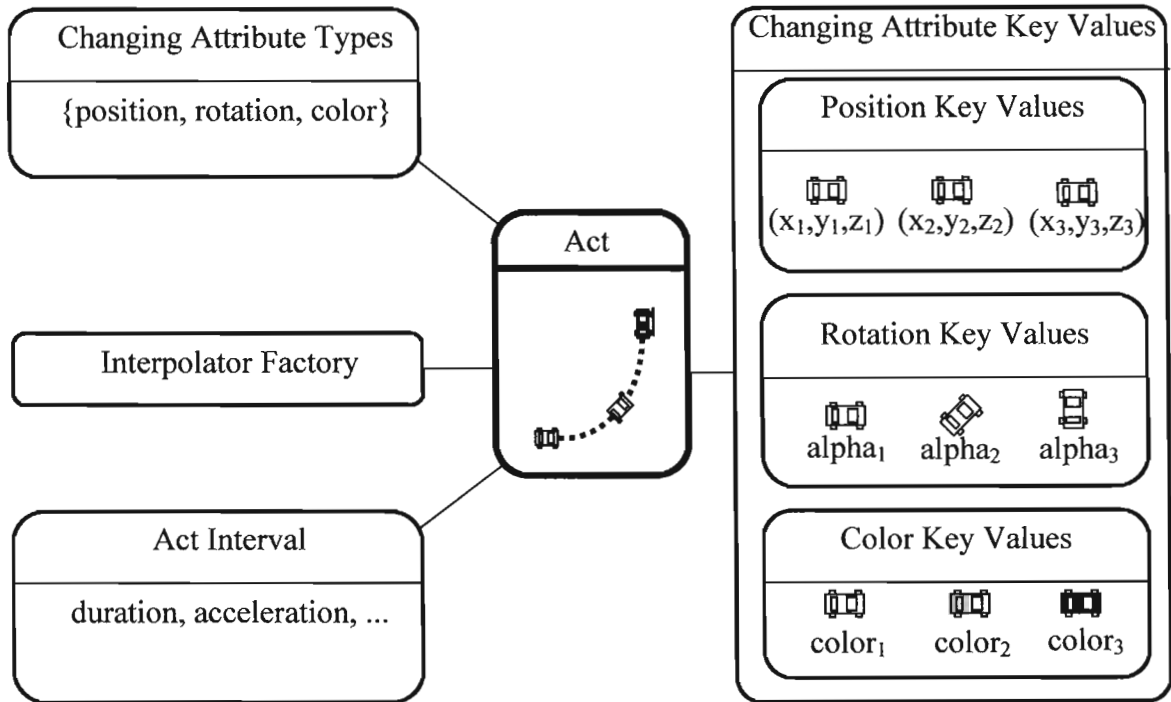 Changing Attribute Types
{position, rotation, color}
Interpolator Factory
Act Interval
duration, acceleration, ...
Act
Changing Attribute Key Values
Position Key Values
(x₁,y₁,z₁) (x₂,y₂,z₂) (x₃,y₃,z₃)
Rotation Key Values
alpha₁ alpha₂ alpha₃
Color Key Values
color₁ color₂ color₃